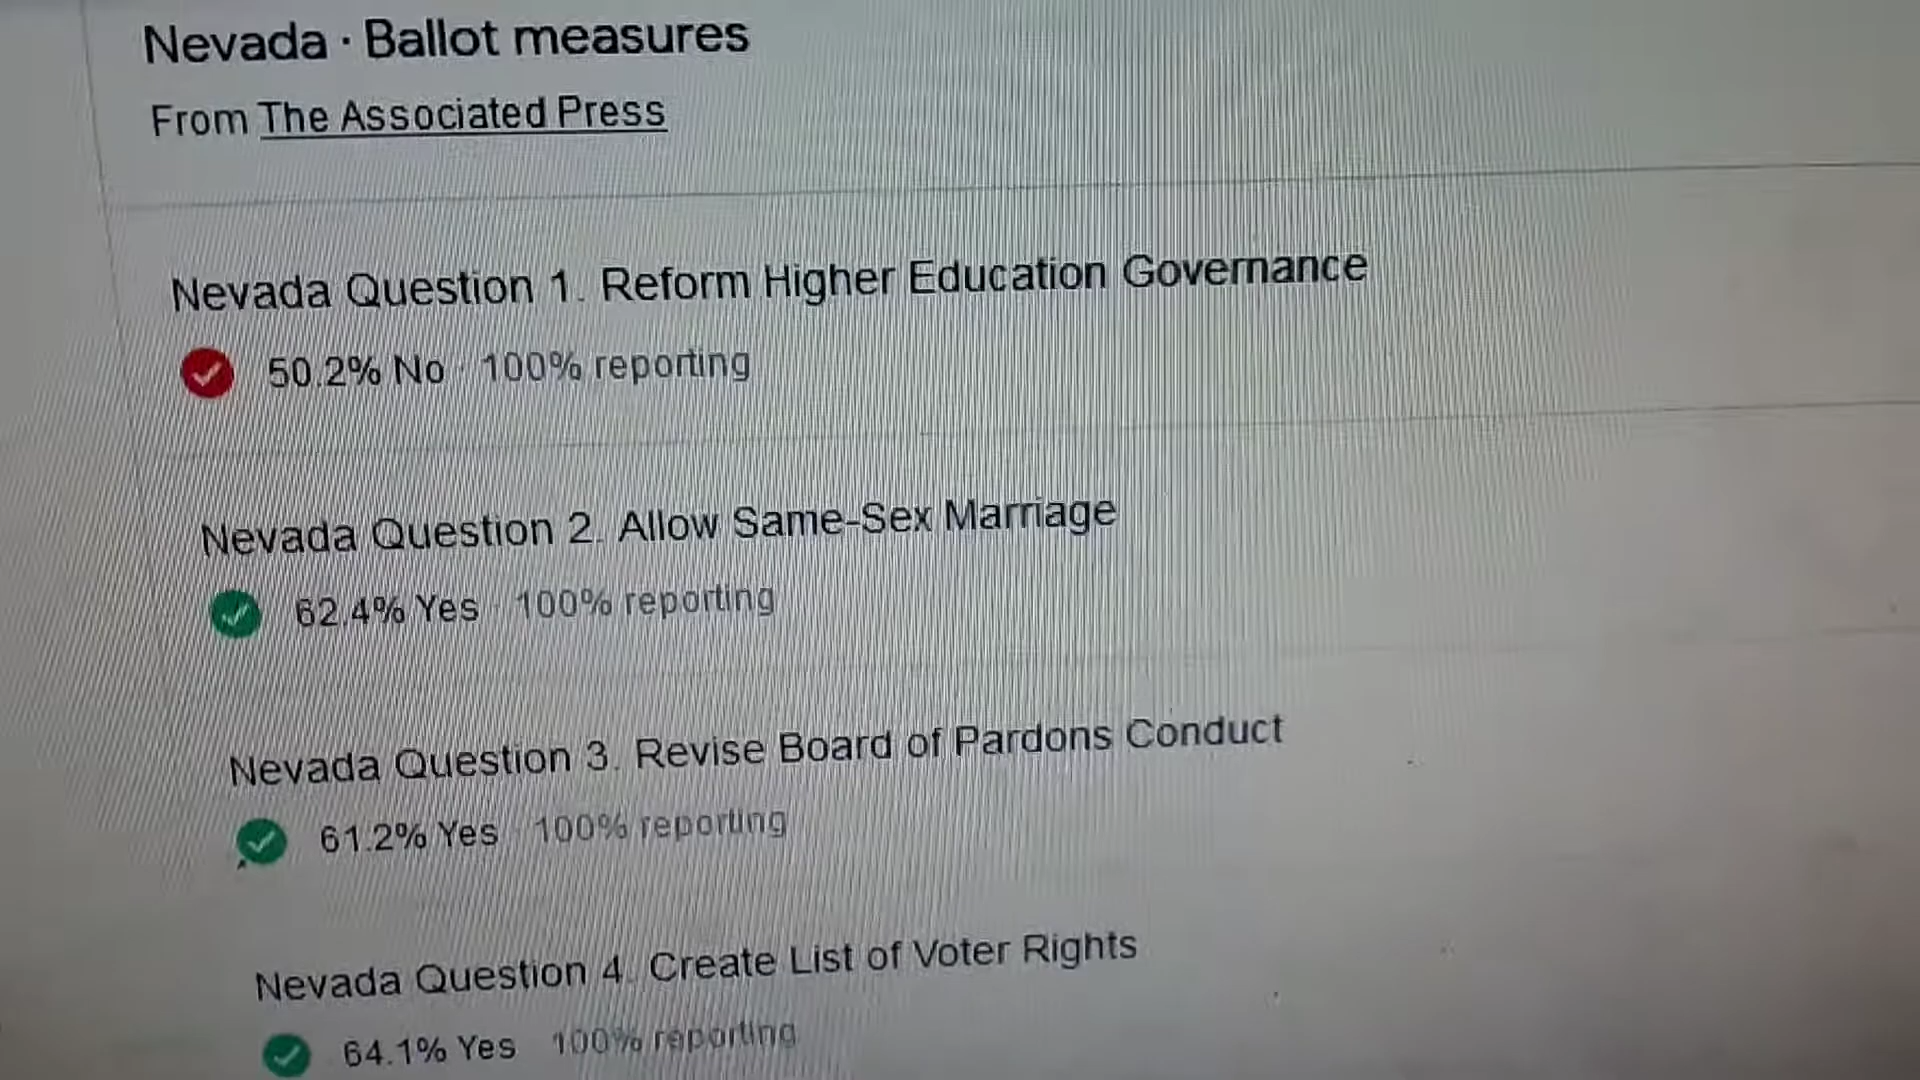 Nevada · Ballot measures
From The Associated Press
Nevada Question 1. Reform Higher Education Governance
50.2% No · 100% reporting
Nevada Question 2. Allow Same-Sex Marriage
62.4% Yes · 100% reporting
Nevada Question 3. Revise Board of Pardons Conduct
61.2% Yes · 100% reporting
Nevada Question 4. Create List of Voter Rights
64.1% Yes · 100% reporting